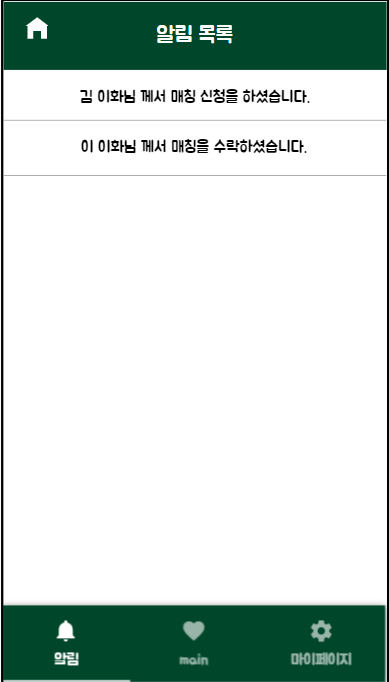 알림 목록
김 이화님 께서 매칭 신청을 하셨습니다.
이 이화님 께서 매칭을 수락하셨습니다.
알림
main
마이페이지